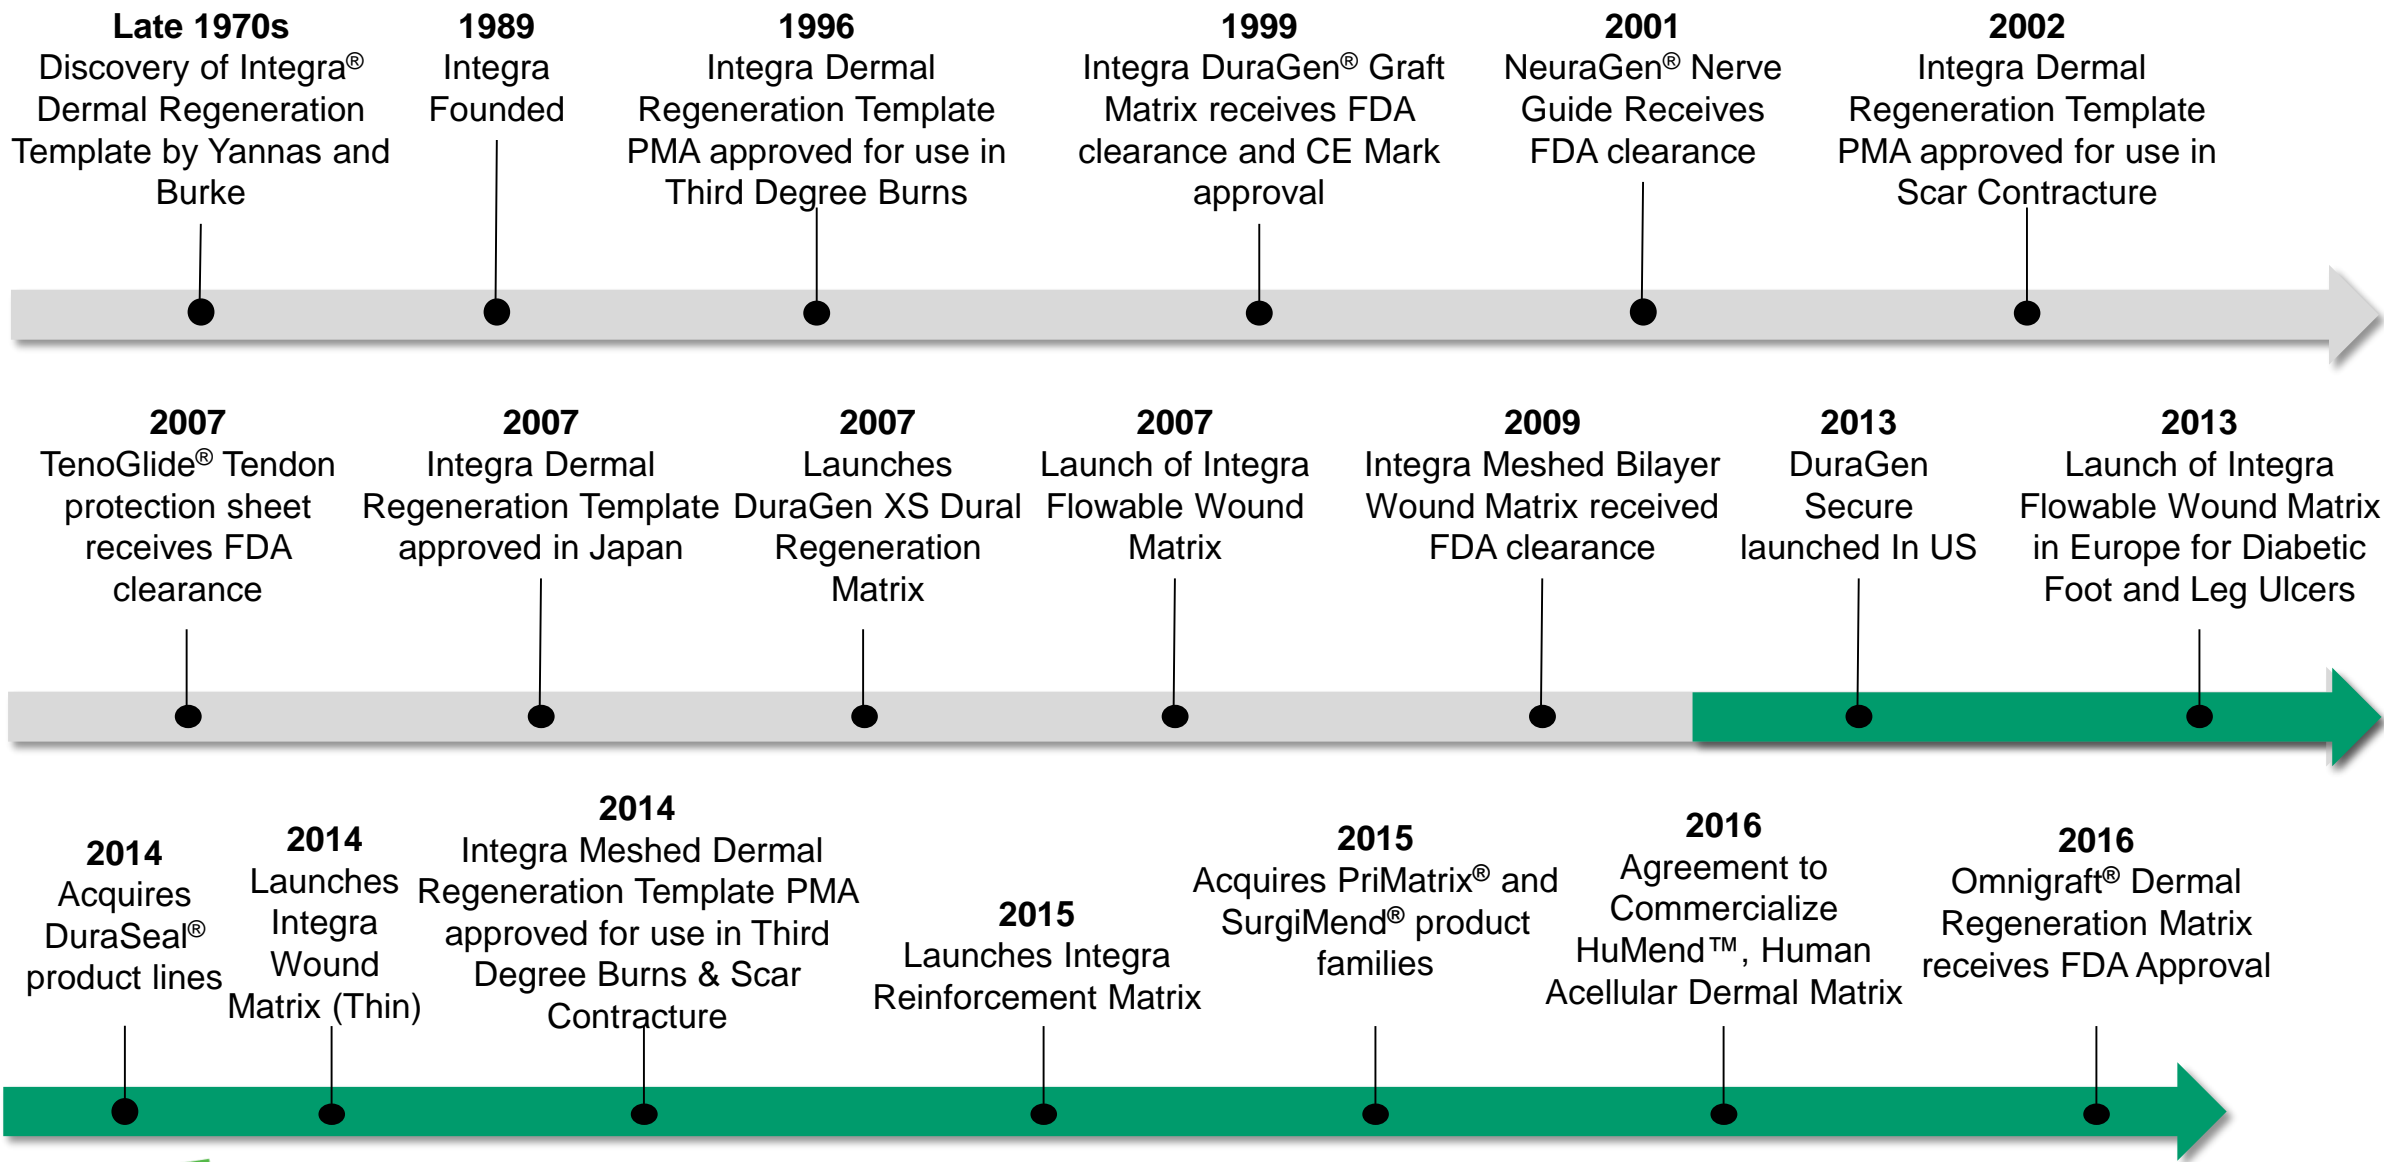 Late 1970s
Discovery of Integra®
Dermal Regeneration
Template by Yannas and
Burke
1989
Integra
Founded
1996
Integra Dermal
Regeneration Template
PMA approved for use in
Third Degree Burns
1999
Integra DuraGen® Graft
Matrix receives FDA
clearance and CE Mark
approval
2001
NeuraGen® Nerve
Guide Receives
FDA clearance
2002
Integra Dermal
Regeneration Template
PMA approved for use in
Scar Contracture
2007
TenoGlide® Tendon
protection sheet
receives FDA
clearance
2007
Integra Dermal
Regeneration Template
approved in Japan
2007
Launches
DuraGen XS Dural
Regeneration
Matrix
2007
Launch of Integra
Flowable Wound
Matrix
2009
Integra Meshed Bilayer
Wound Matrix received
FDA clearance
2013
DuraGen
Secure
launched In US
2013
Launch of Integra
Flowable Wound Matrix
in Europe for Diabetic
Foot and Leg Ulcers
2014
Acquires
DuraSeal®
product lines
2014
Launches
Integra
Wound
Matrix (Thin)
2014
Integra Meshed Dermal
Regeneration Template PMA
approved for use in Third
Degree Burns & Scar
Contracture
2015
Launches Integra
Reinforcement Matrix
2015
Acquires PriMatrix® and
SurgiMend® product
families
2016
Agreement to
Commercialize
HuMend™, Human
Acellular Dermal Matrix
2016
Omnigraft® Dermal
Regeneration Matrix
receives FDA Approval